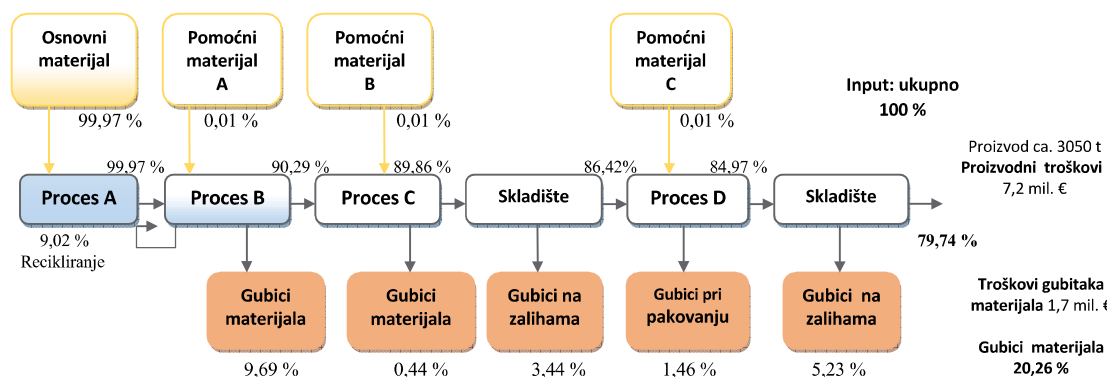 Osnovni
materijal
Pomoćni
materijal
A
Pomoćni
materijal
B
Pomoćni
materijal
C
Input: ukupno
100 %
99,97 %
0,01 %
0,01 %
0,01 %
Proizvod ca. 3050 t
Proizvodni troškovi
7,2 mil. €
99,97 %
90,29 %
89,86 %
86,42%
84,97 %
Proces A
Proces B
Proces C
Skladište
Proces D
Skladište
79,74 %
9,02 %
Recikliranje
Gubici
materijala
Gubici
materijala
Gubici na
zalihama
Gubici pri
pakovanju
Gubici na
zalihama
Troškovi gubitaka
materijala 1,7 mil. €
9,69 %
0,44 %
3,44 %
1,46 %
5,23 %
Gubici materijala
20,26 %